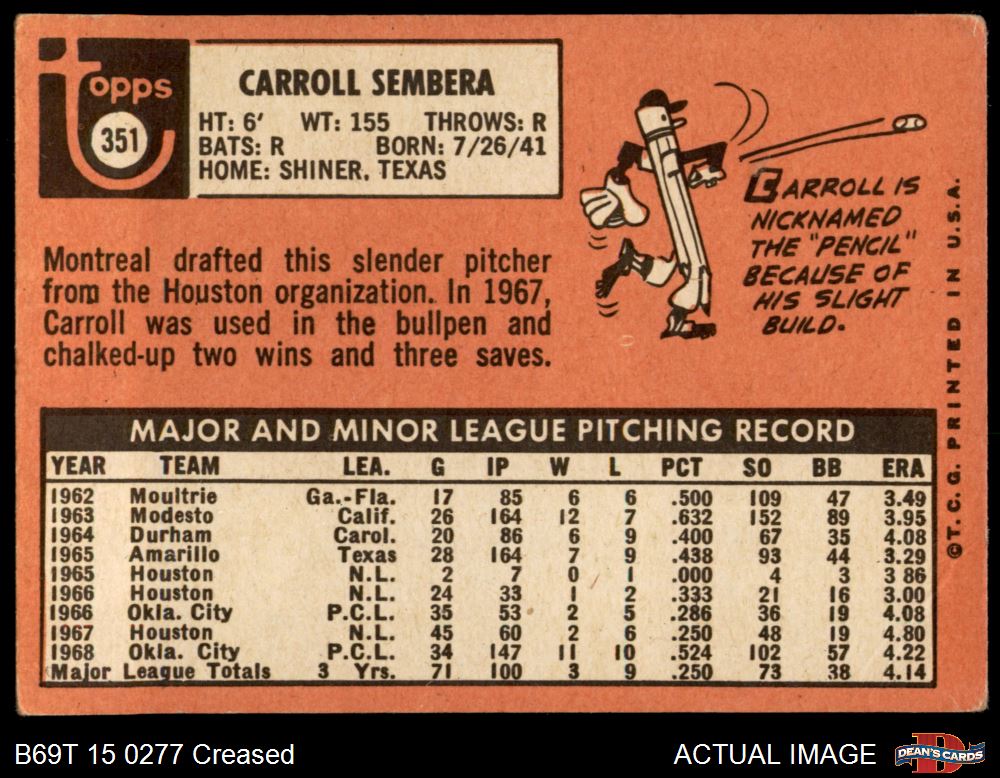 Topps
351
CARROLL SEMBERA
HT: 6' WT: 155 THROWS: R
BATS: R BORN: 7/26/41
HOME: SHINER, TEXAS
Montreal drafted this slender pitcher
from the Houston organization. In 1967,
Carroll was used in the bullpen and
chalked-up two wins and three saves.
CARROLL IS
NICKNAMED
THE "PENCIL"
BECAUSE OF
HIS SLIGHT
BUILD.
©T. C. G. PRINTED IN U.S.A.
MAJOR AND MINOR LEAGUE PITCHING RECORD
YEAR TEAM LEA. G IP W L PCT SO BB ERA
1962 Moultrie Ga.-Fla. 17 85 6 6 .500 109 47 3.49
1963 Modesto Calif. 26 164 12 7 .632 152 89 3.95
1964 Durham Carol. 20 86 6 9 .400 67 35 4.08
1965 Amarillo Texas 28 164 7 9 .438 93 44 3.29
1965 Houston N.L. 2 7 0 1 .000 4 3 3 86
1966 Houston N.L. 24 33 1 2 .333 21 16 3.00
1966 Okla. City P.C.L. 35 53 2 5 .286 36 19 4.08
1967 Houston N.L. 45 60 2 6 .250 48 19 4.80
1968 Okla. City P.C.L. 34 147 11 10 .524 102 57 4.22
Major League Totals 3 Yrs. 71 100 3 9 .250 73 38 4.14
B69T 15 0277 Creased
ACTUAL IMAGE
DEAN'S CARDS